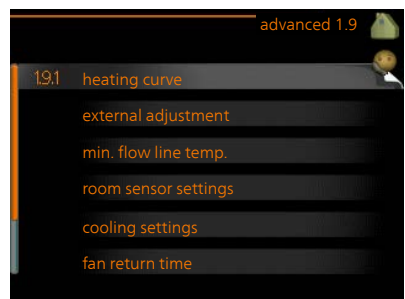 advanced 1.9
1.9.1 heating curve
external adjustment
min. flow line temp.
room sensor settings
cooling settings
fan return time